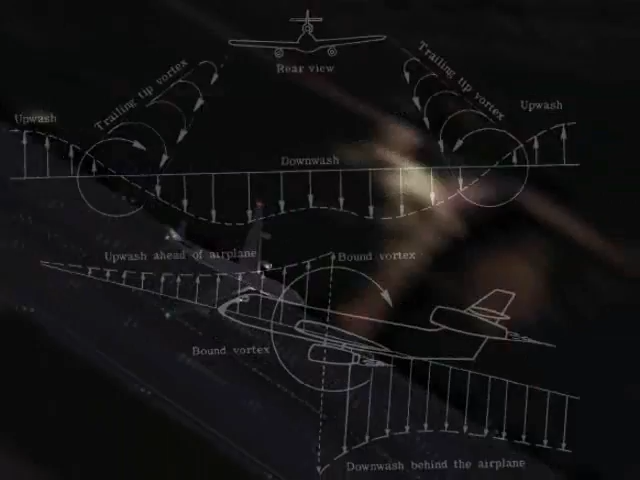 Rear view
Trailing tip vortex
Trailing tip vortex
Upwash
Upwash
Downwash
Upwash ahead of airplane
Bound vortex
Bound vortex
Downwash behind the airplane